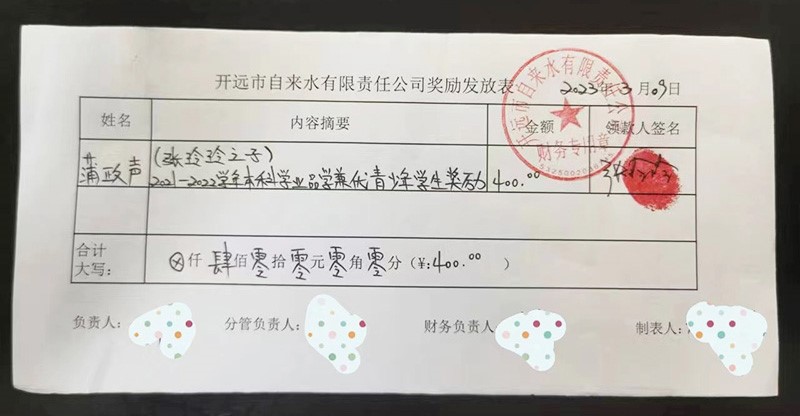 开远市自来水有限责任公司奖励发放表 2023年3月09日
姓名 内容摘要 金额 领款人签名
蒲政声 (张玲玲之子)
2021-2022学年本科学业品学兼优青少年学生奖励 400.00
合计
大写: ⊗仟肆佰零拾零元零角零分(¥:400.00 )
负责人: 分管负责人: 财务负责人: 制表人:
开远市自来水有限责任公
财务专用章